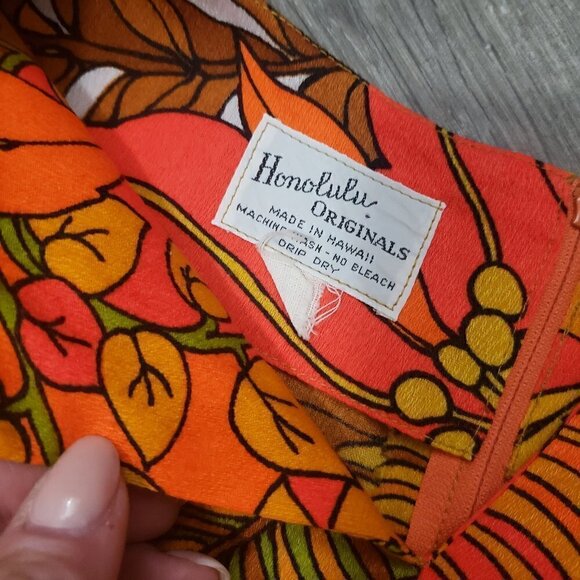 Honolulu
ORIGINALS
MADE IN HAWAII
MACHINE WASH - NO BLEACH
DRIP DRY